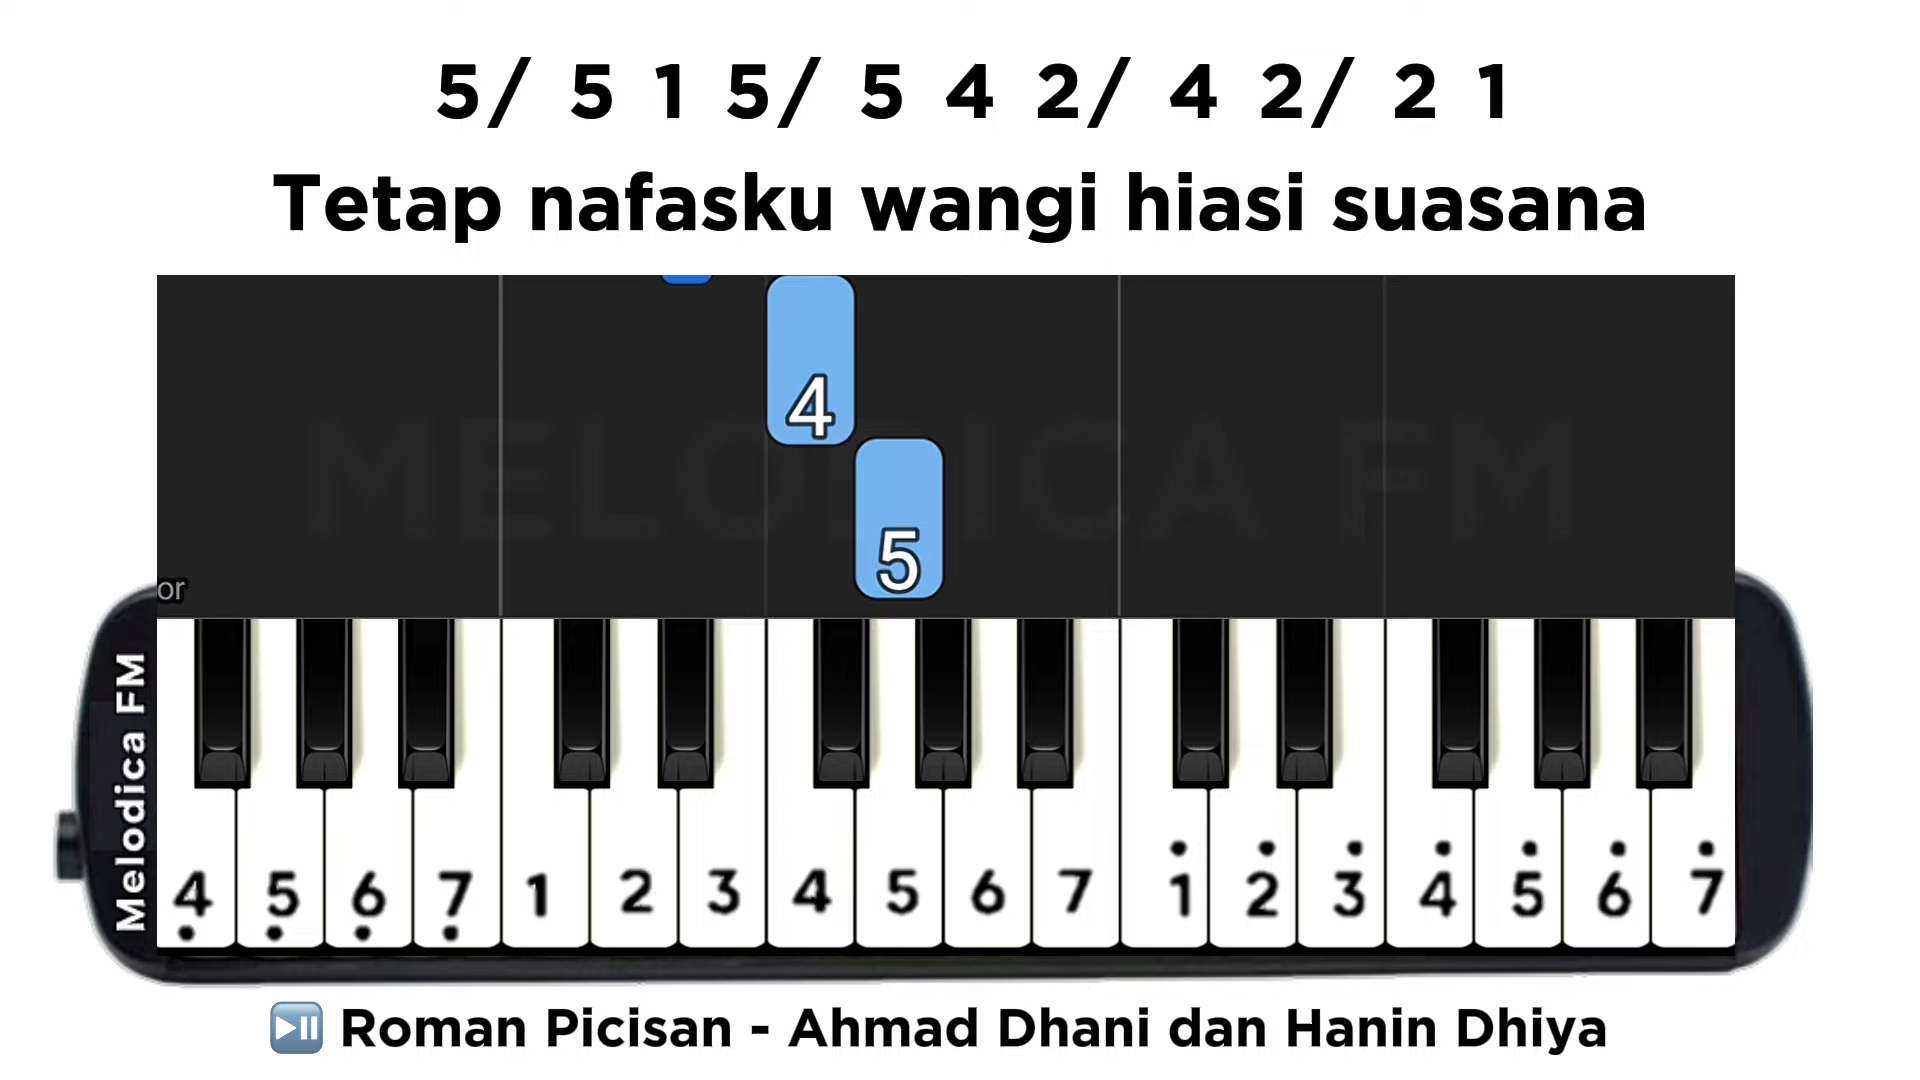 5/ 5 1 5/ 5 4 2/ 4 2/ 2 1
Tetap nafasku wangi hiasi suasana
4
MELODICA FM
5
or
Melodica FM
4 5 6 7 1 2 3 4 5 6 7 1 2 3 4 5 6 7
Roman Picisan - Ahmad Dhani dan Hanin Dhiya